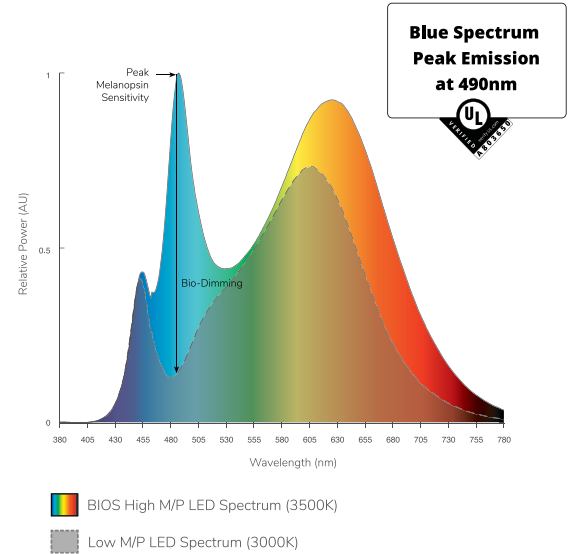 Blue Spectrum
Peak Emission
at 490nm
UL
VERIFIED
A803650
Peak
Melanopsin
Sensitivity
1
0.5
0
Relative Power (AU)
Bio-Dimming
380 405 430 455 480 505 530 555 580 605 630 655 680 705 730 755 780
Wavelength (nm)
BIOS High M/P LED Spectrum (3500K)
Low M/P LED Spectrum (3000K)